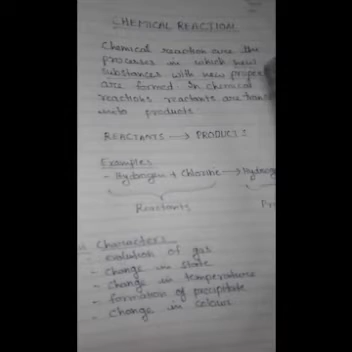 CHEMICAL REACTION
Chemical reaction are the
processes in which new
substances with new proper
are formed. In chemical
reactions reactants are
into products.
REACTANTS → PRODUCTS
Examples
- Hydrogen + Chlorine → Hydrog
Reactants
Pr
Characters
- evolution of gas
- change in state
- change in temperature
- formation of precipitate
- change in colour